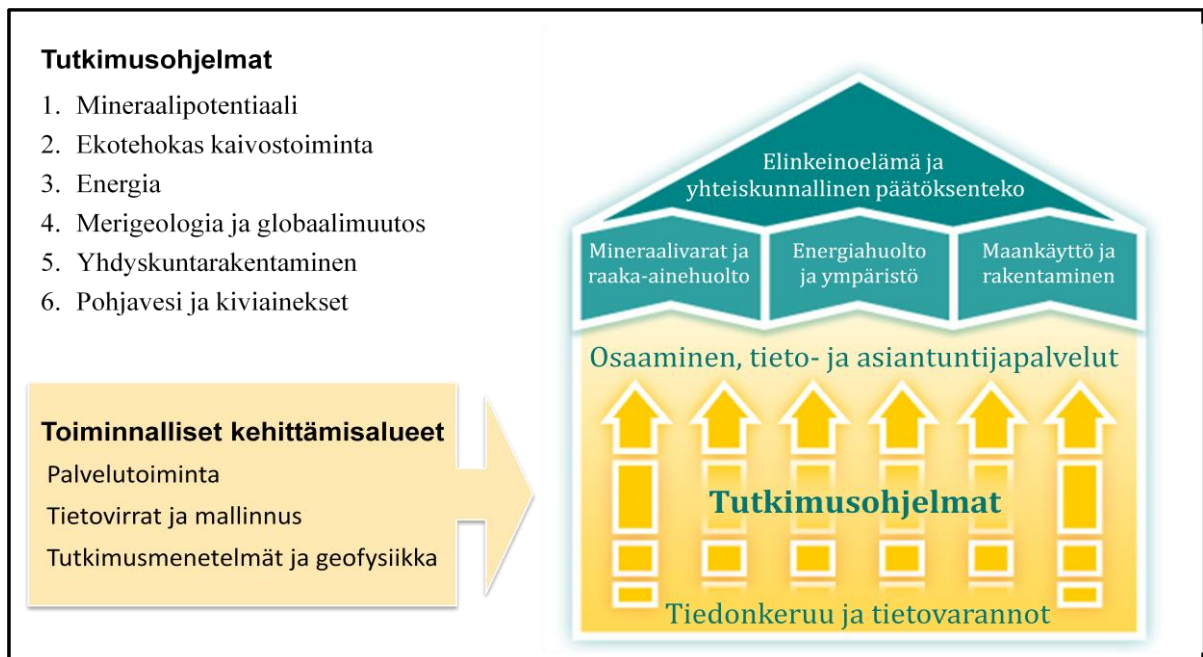 Tutkimusohjelmat
1. Mineraalipotentiaali
2. Ekotehokas kaivostoiminta
3. Energia
4. Merigeologia ja globaalimuutos
5. Yhdyskuntarakentaminen
6. Pohjavesi ja kiviainekset
Toiminnalliset kehittämisalueet
Palvelutoiminta
Tietovirrat ja mallinnus
Tutkimusmenetelmät ja geofysiikka
Elinkeinoelämä ja
yhteiskunnallinen päätöksenteko
Mineraalivarat ja
raaka-ainehuolto
Energiahuolto
ja ympäristö
Maankäyttö ja
rakentaminen
Osaaminen, tieto- ja asiantuntijapalvelut
Tutkimusohjelmat
Tiedonkeruu ja tietovarannot